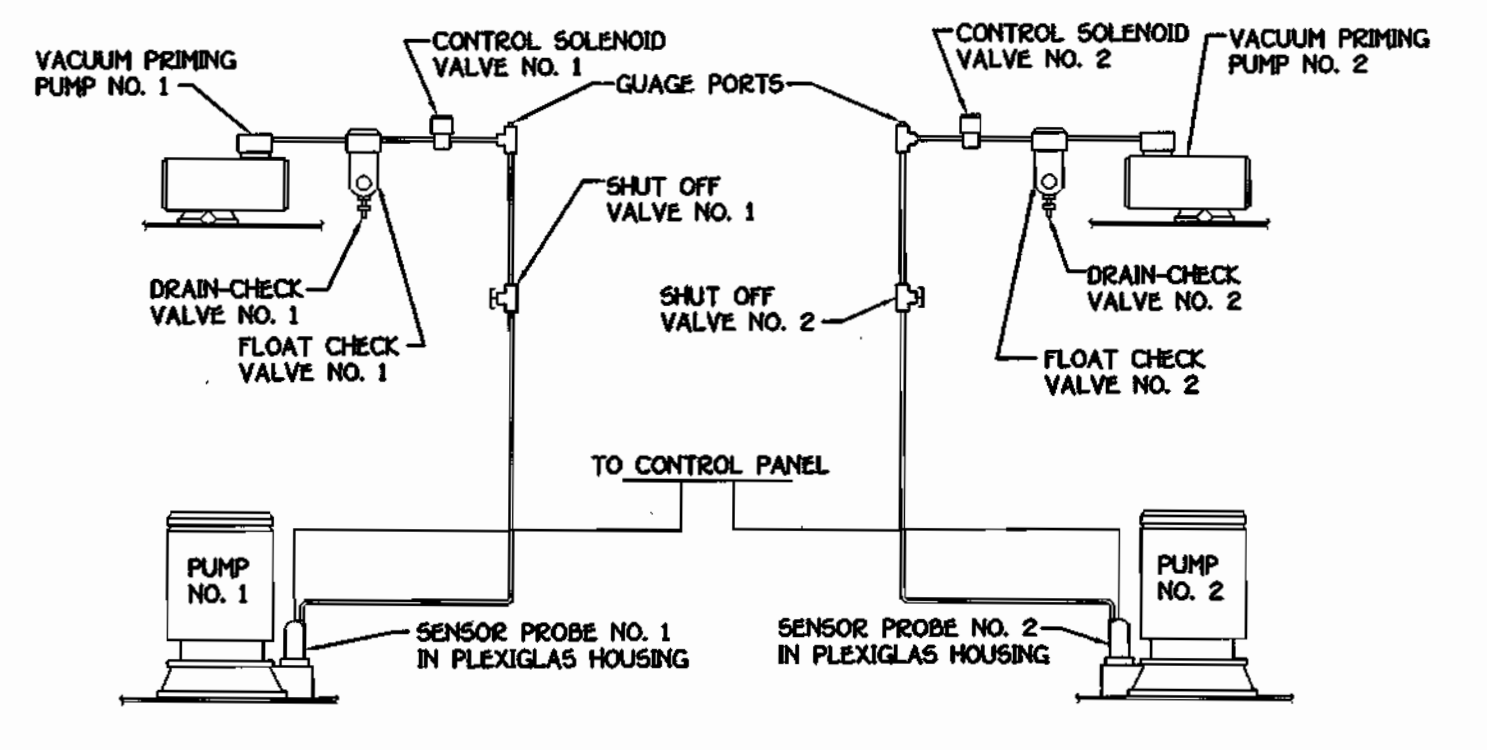 VACUUM PRIMING
PUMP NO. 1
CONTROL SOLENOID
VALVE NO. 1
GUAGE PORTS
CONTROL SOLENOID
VALVE NO. 2
VACUUM PRIMING
PUMP NO. 2
SHUT OFF
VALVE NO. 1
DRAIN-CHECK
VALVE NO. 1
FLOAT CHECK
VALVE NO. 1
SHUT OFF
VALVE NO. 2
DRAIN-CHECK
VALVE NO. 2
FLOAT CHECK
VALVE NO. 2
TO CONTROL PANEL
PUMP
NO. 1
SENSOR PROBE NO. 1
IN PLEXIGLAS HOUSING
SENSOR PROBE NO. 2
IN PLEXIGLAS HOUSING
PUMP
NO. 2